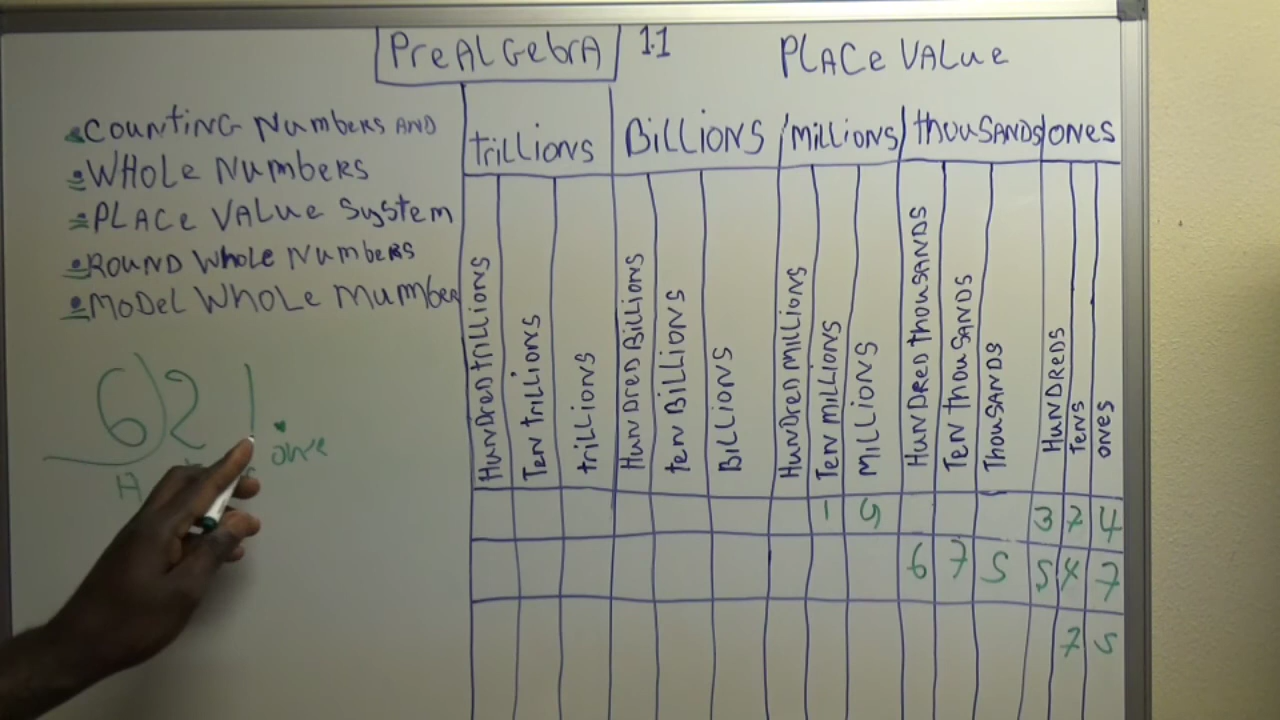 PreAlgebrA 1.1 PLACe VALue
COUNTiNG NumbeRs AND
WHOLe NumbeRs
PLACe VALUe System
ROUND Whole NumbeRs
MoDeL WHoLe MumbeR
trillions Billions millions thousands ones
HunDreD trillions
Ten trillions
trillions
HunDreD Billions
ten Billions
Billions
HunDreD millions
Ten millions
millions
HunDreD thousands
Ten thousands
thousands
HunDreDs
tens
ones
621.
one
H
3 7 4
6 7 5 5 4 7
7 5